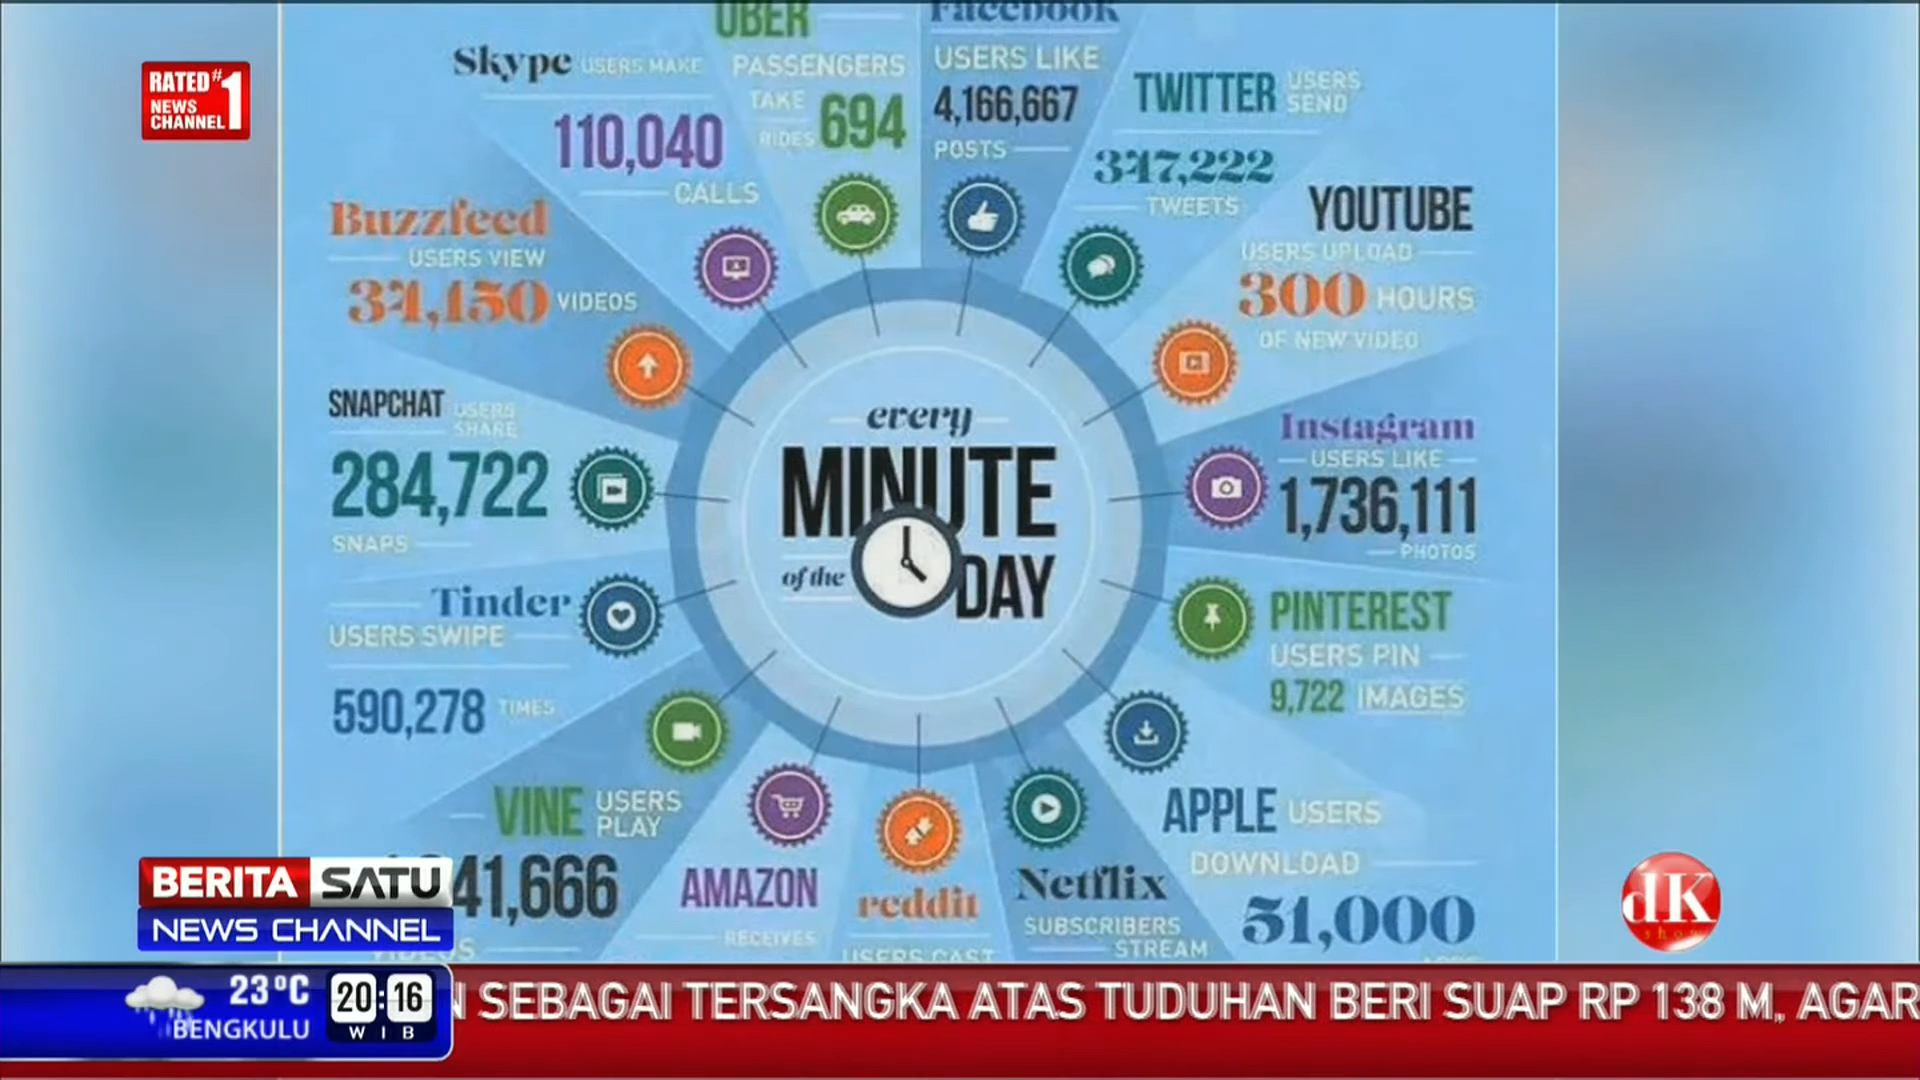 RATED #1
NEWS
CHANNEL
UBER
PASSENGERS
TAKE
RIDES 694
Facebook
USERS LIKE
4,166,667
POSTS
Skype USERS MAKE
110,040
CALLS
TWITTER USERS SEND
347,222
TWEETS
Buzzfeed
USERS VIEW
34,150 VIDEOS
YOUTUBE
USERS UPLOAD
300 HOURS
OF NEW VIDEO
SNAPCHAT USERS SHARE
284,722
SNAPS
every
MINUTE
of the DAY
Instagram
USERS LIKE
1,736,111
PHOTOS
Tinder
USERS SWIPE
590,278 TIMES
PINTEREST
USERS PIN
9,722 IMAGES
VINE USERS PLAY
41,666
AMAZON
RECEIVES
reddit
USERS CAST
Netflix
SUBSCRIBERS
STREAM
APPLE USERS
DOWNLOAD
51,000
BERITA SATU
NEWS CHANNEL
dK
show
23°C
BENGKULU
20:16
WIB
N SEBAGAI TERSANGKA ATAS TUDUHAN BERI SUAP RP 138 M, AGAR